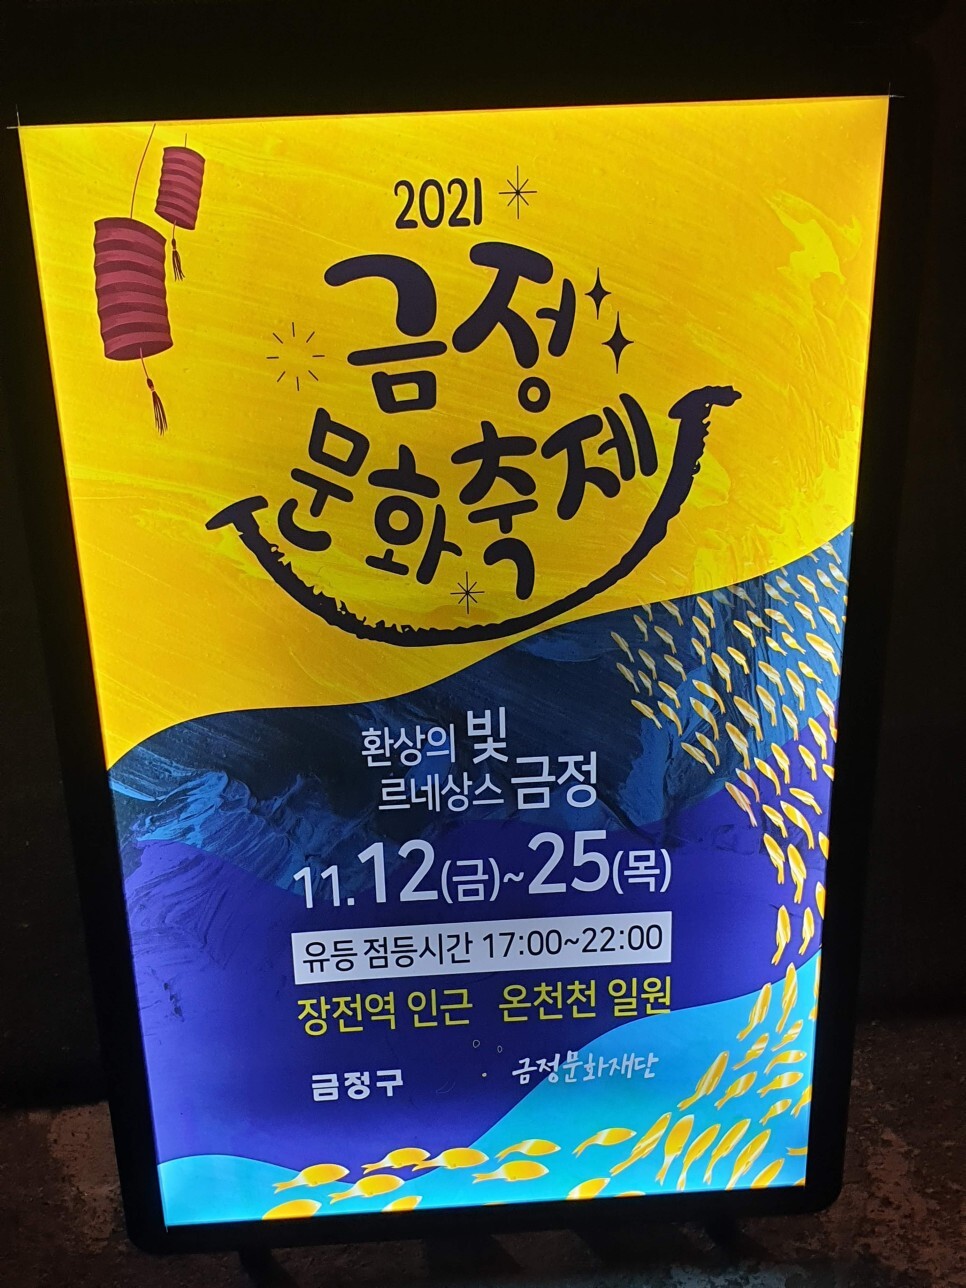 2021
금정
문화축제
환상의 빛
르네상스 금정
11.12(금)~25(목)
유등 점등시간 17:00~22:00
장전역 인근 온천천 일원
금정구 금정문화재단